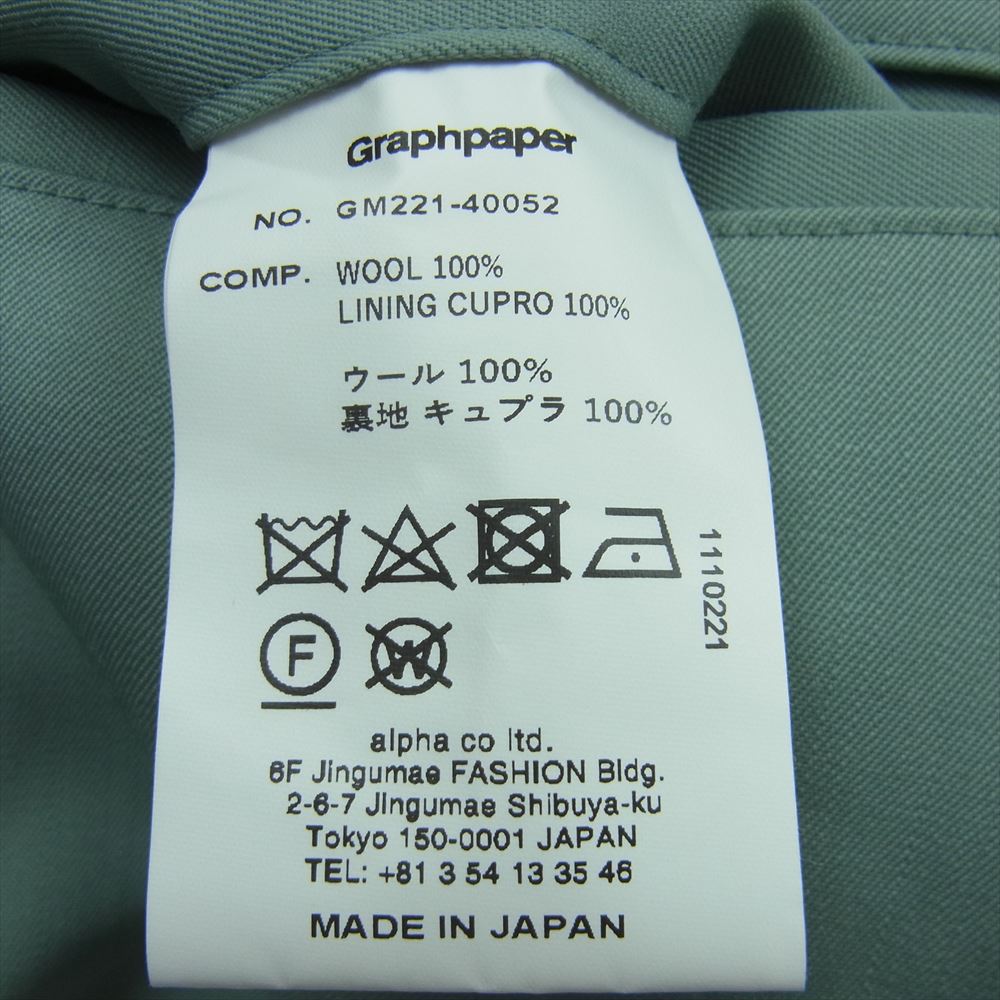 Graphpaper
NO. GM221-40052
COMP. WOOL 100%
LINING CUPRO 100%
ウール 100%
裏地 キュプラ 100%
1110221
F
W
alpha co ltd.
6F Jingumae FASHION Bldg.
2-6-7 Jingumae Shibuya-ku
Tokyo 150-0001 JAPAN
TEL: +81 3 54 13 35 46
MADE IN JAPAN